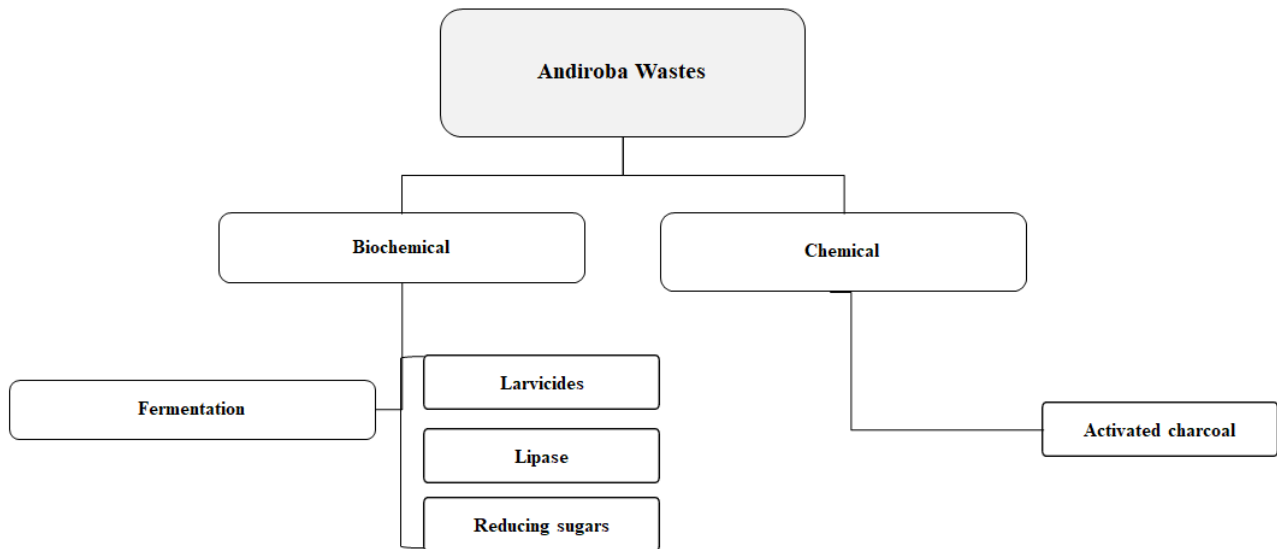 Andiroba Wastes
Biochemical
Chemical
Fermentation
Larvicides
Lipase
Reducing sugars
Activated charcoal